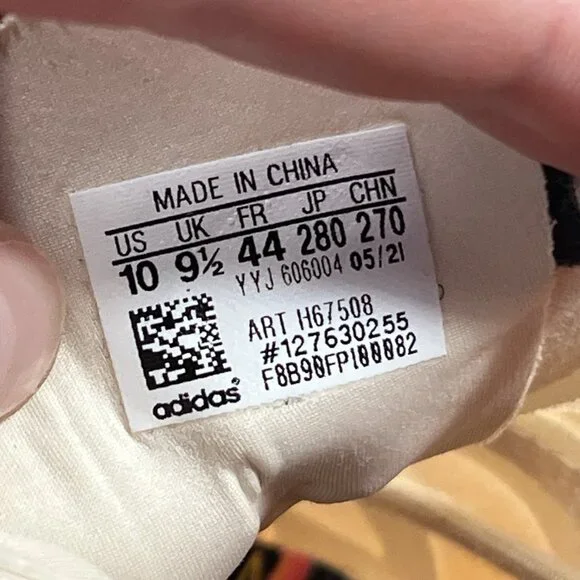 MADE IN CHINA
US UK FR JP CHN
10 9½ 44 280 270
YYJ 606004 05/21
ART H67508
#127630255
F8B90FPI00082
adidas®